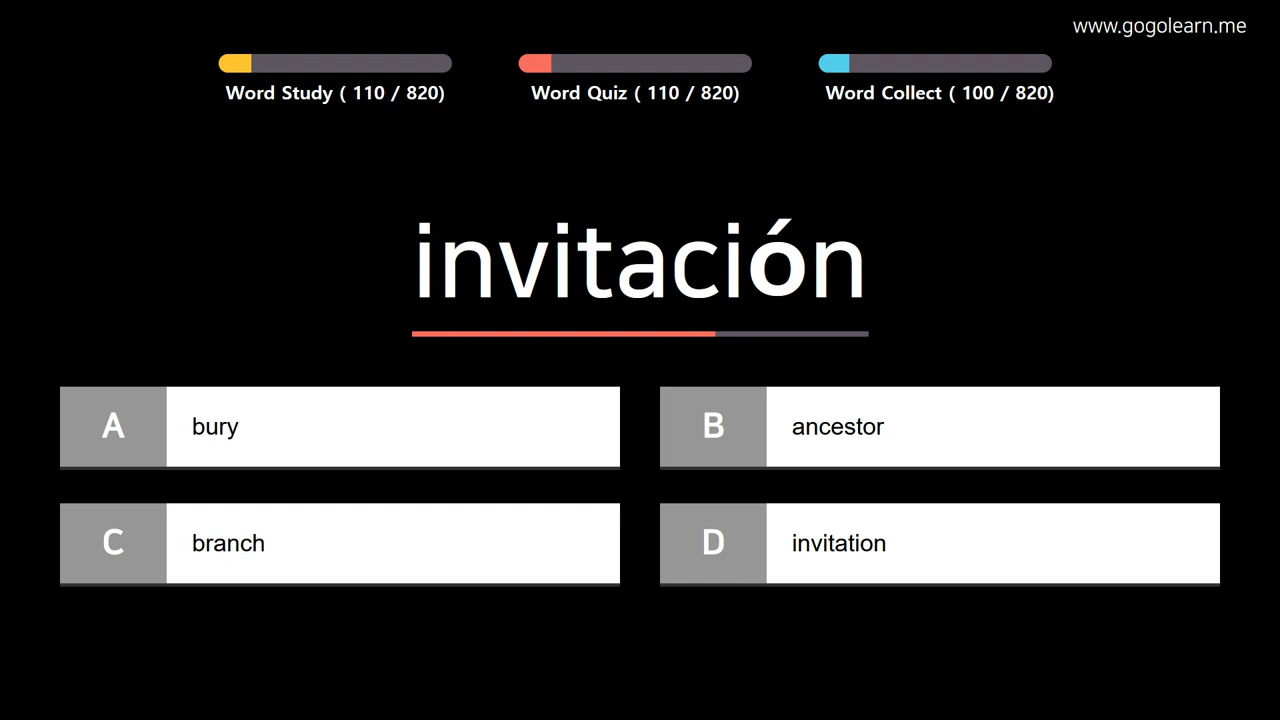 www.gogolearn.me
Word Study ( 110 / 820)
Word Quiz ( 110 / 820)
Word Collect ( 100 / 820)
invitación
A
bury
B
ancestor
C
branch
D
invitation